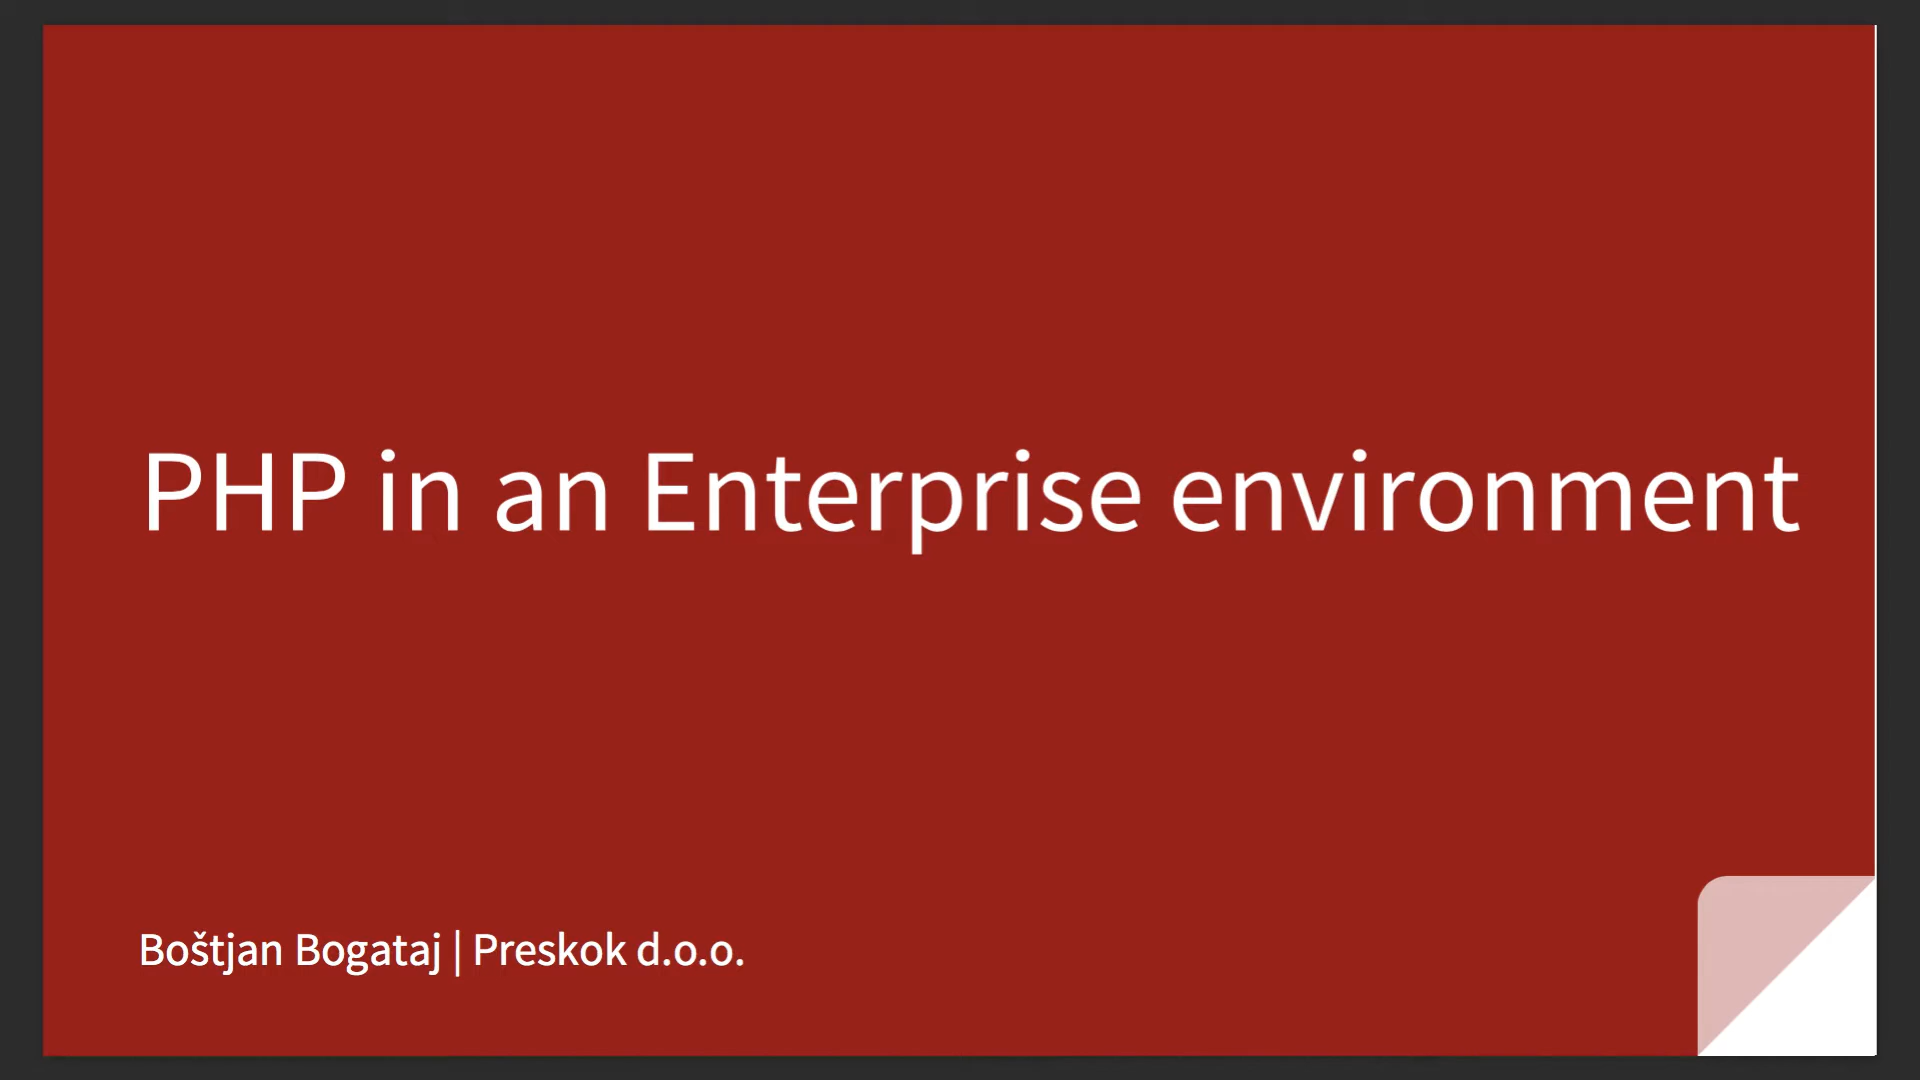 PHP in an Enterprise environment
Boštjan Bogataj | Preskok d.o.o.